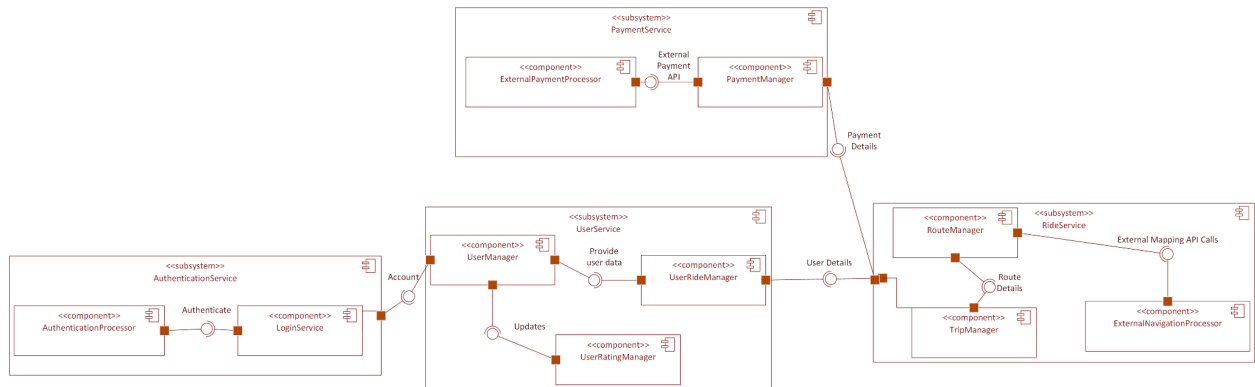 <<subsystem>>
PaymentService
<<component>>
ExternalPaymentProcessor
External
Payment
API
<<component>>
PaymentManager
Payment
Details
<<subsystem>>
AuthenticationService
<<component>>
AuthenticationProcessor
Authenticate
<<component>>
LoginService
Account
<<subsystem>>
UserService
<<component>>
UserManager
Provide
user data
<<component>>
UserRideManager
Updates
<<component>>
UserRatingManager
User Details
<<subsystem>>
RideService
<<component>>
RouteManager
External Mapping API Calls
Route
Details
<<component>>
TripManager
<<component>>
ExternalNavigationProcessor